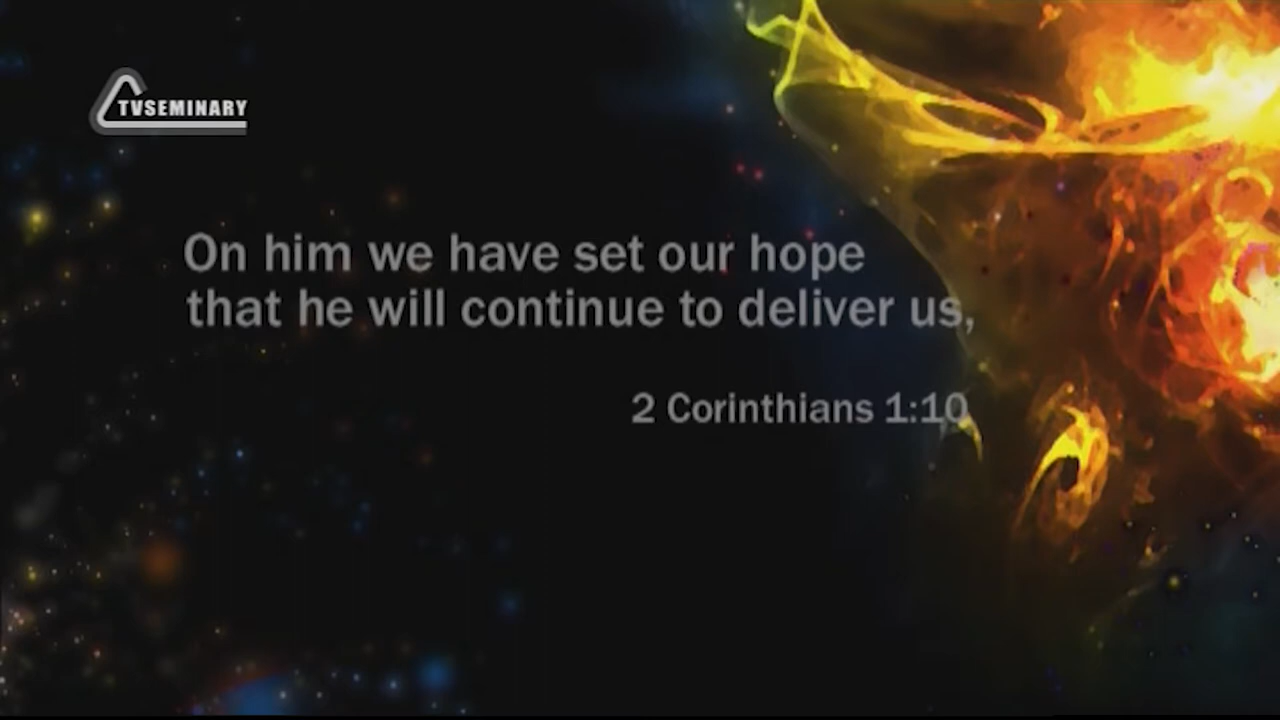 TVSEMINARY
On him we have set our hope
that he will continue to deliver us,
2 Corinthians 1:10